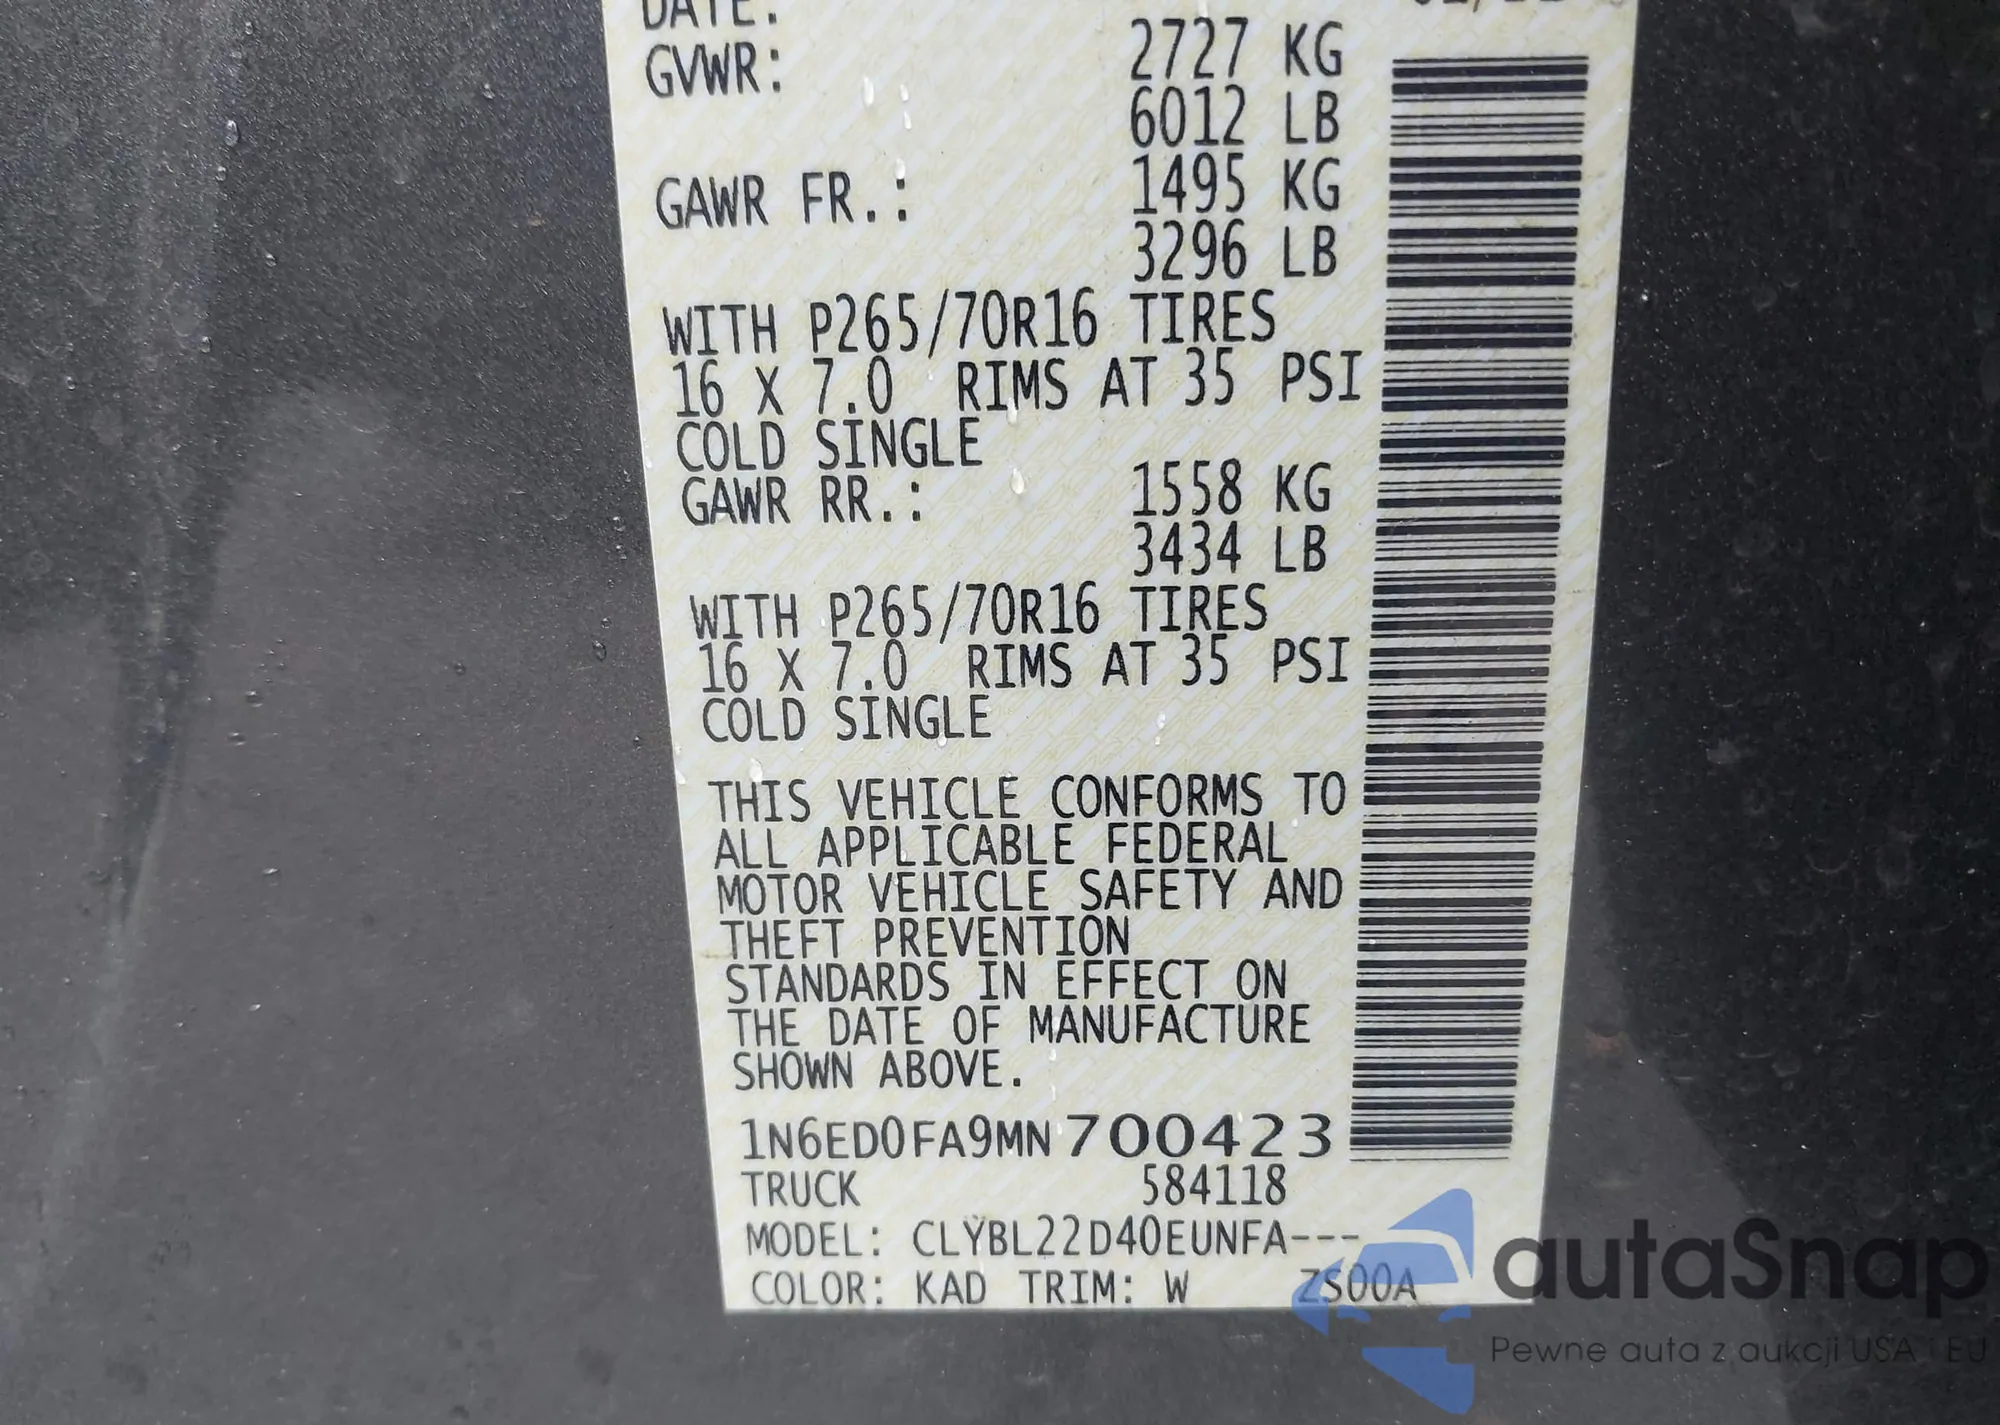 DATE:
GVWR: 2727 KG
6012 LB
GAWR FR.: 1495 KG
3296 LB
WITH P265/70R16 TIRES
16 X 7.0 RIMS AT 35 PSI
COLD SINGLE
GAWR RR.: 1558 KG
3434 LB
WITH P265/70R16 TIRES
16 X 7.0 RIMS AT 35 PSI
COLD SINGLE
THIS VEHICLE CONFORMS TO
ALL APPLICABLE FEDERAL
MOTOR VEHICLE SAFETY AND
THEFT PREVENTION
STANDARDS IN EFFECT ON
THE DATE OF MANUFACTURE
SHOWN ABOVE.
1N6ED0FA9MN700423
TRUCK 584118
MODEL: CLYBL22D40EUNFA---
COLOR: KAD TRIM: W ZS00A
autaSnap
Pewne auta z aukcji USA i EU